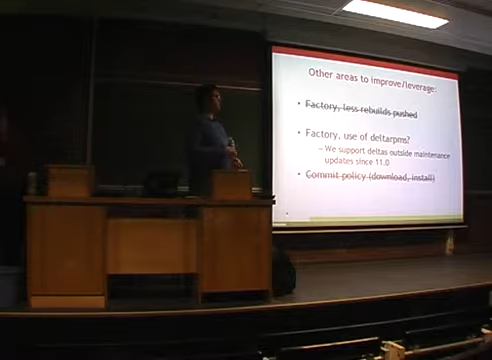 Other areas to improve/leverage:
• Factory, less rebuilds pushed
• Factory, use of deltarpms?
– We support deltas outside maintenance
updates since 11.0
• Commit policy (download, install)